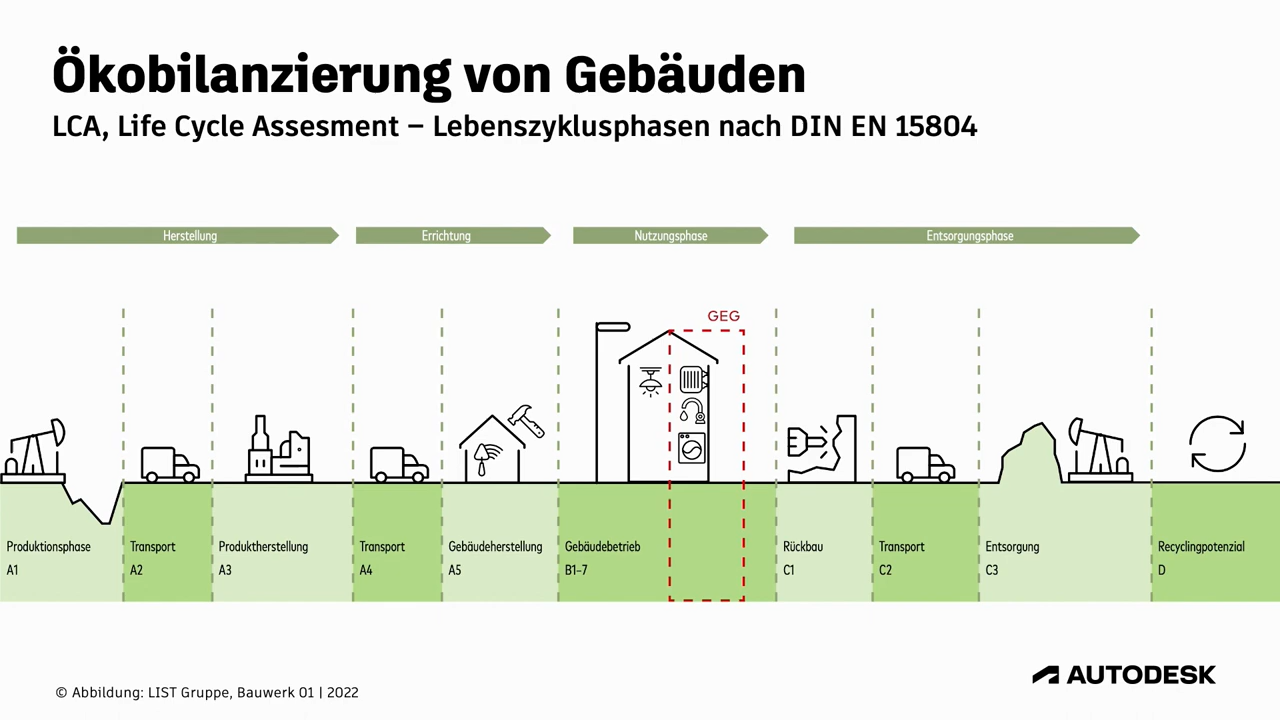 Ökobilanzierung von Gebäuden
LCA, Life Cycle Assesment – Lebenszyklusphasen nach DIN EN 15804
Herstellung
Errichtung
Nutzungsphase
Entsorgungsphase
GEG
Produktionsphase
A1
Transport
A2
Produktherstellung
A3
Transport
A4
Gebäudeherstellung
A5
Gebäudebetrieb
B1–7
Rückbau
C1
Transport
C2
Entsorgung
C3
Recyclingpotenzial
D
© Abbildung: LIST Gruppe, Bauwerk 01 | 2022
AUTODESK